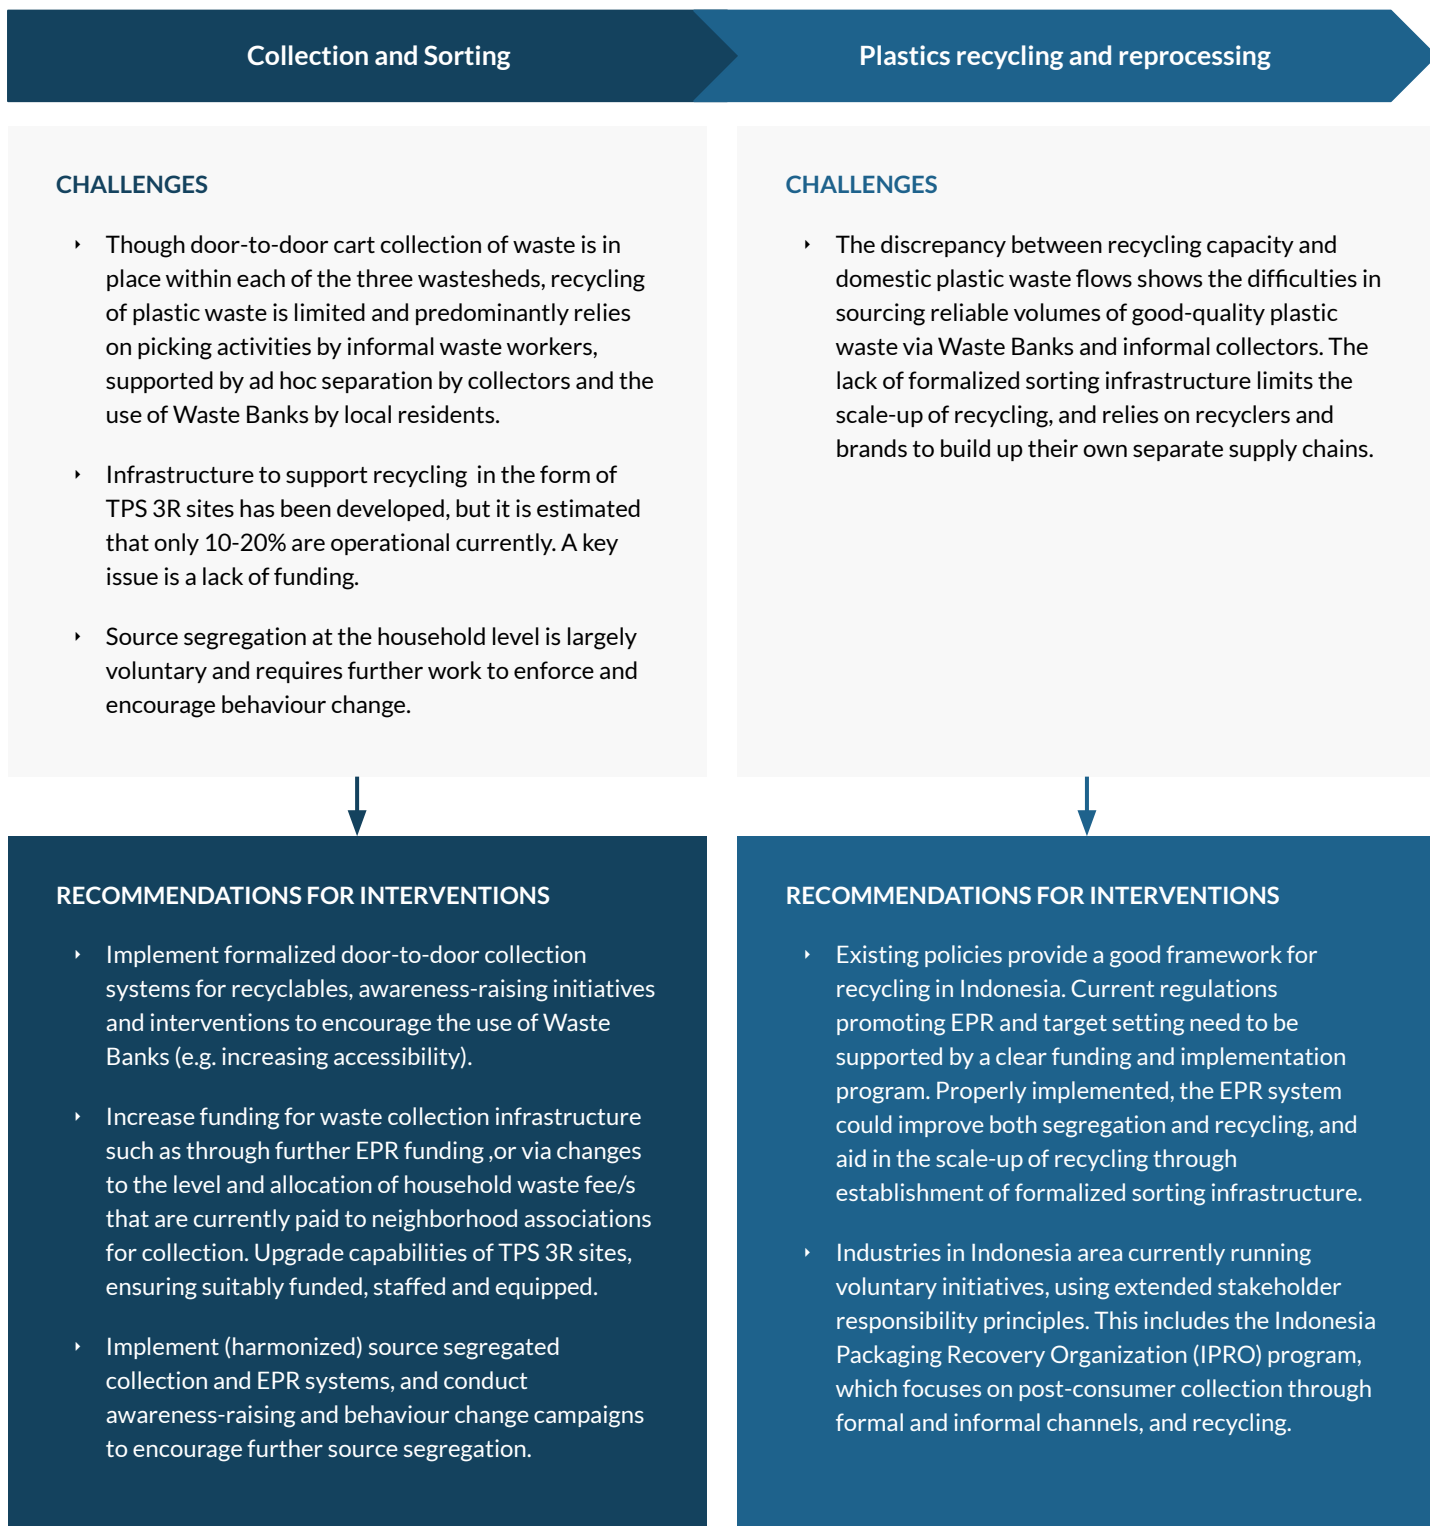 Collection and Sorting
Plastics recycling and reprocessing
CHALLENGES
‣ Though door-to-door cart collection of waste is in
place within each of the three wastesheds, recycling
of plastic waste is limited and predominantly relies
on picking activities by informal waste workers,
supported by ad hoc separation by collectors and the
use of Waste Banks by local residents.
‣ Infrastructure to support recycling  in the form of
TPS 3R sites has been developed, but it is estimated
that only 10-20% are operational currently. A key
issue is a lack of funding.
‣ Source segregation at the household level is largely
voluntary and requires further work to enforce and
encourage behaviour change.
CHALLENGES
‣ The discrepancy between recycling capacity and
domestic plastic waste flows shows the difficulties in
sourcing reliable volumes of good-quality plastic
waste via Waste Banks and informal collectors. The
lack of formalized sorting infrastructure limits the
scale-up of recycling, and relies on recyclers and
brands to build up their own separate supply chains.
RECOMMENDATIONS FOR INTERVENTIONS
‣ Implement formalized door-to-door collection
systems for recyclables, awareness-raising initiatives
and interventions to encourage the use of Waste
Banks (e.g. increasing accessibility).
‣ Increase funding for waste collection infrastructure
such as through further EPR funding ,or via changes
to the level and allocation of household waste fee/s
that are currently paid to neighborhood associations
for collection. Upgrade capabilities of TPS 3R sites,
ensuring suitably funded, staffed and equipped.
‣ Implement (harmonized) source segregated
collection and EPR systems, and conduct
awareness-raising and behaviour change campaigns
to encourage further source segregation.
RECOMMENDATIONS FOR INTERVENTIONS
‣ Existing policies provide a good framework for
recycling in Indonesia. Current regulations
promoting EPR and target setting need to be
supported by a clear funding and implementation
program. Properly implemented, the EPR system
could improve both segregation and recycling, and
aid in the scale-up of recycling through
establishment of formalized sorting infrastructure.
‣ Industries in Indonesia area currently running
voluntary initiatives, using extended stakeholder
responsibility principles. This includes the Indonesia
Packaging Recovery Organization (IPRO) program,
which focuses on post-consumer collection through
formal and informal channels, and recycling.